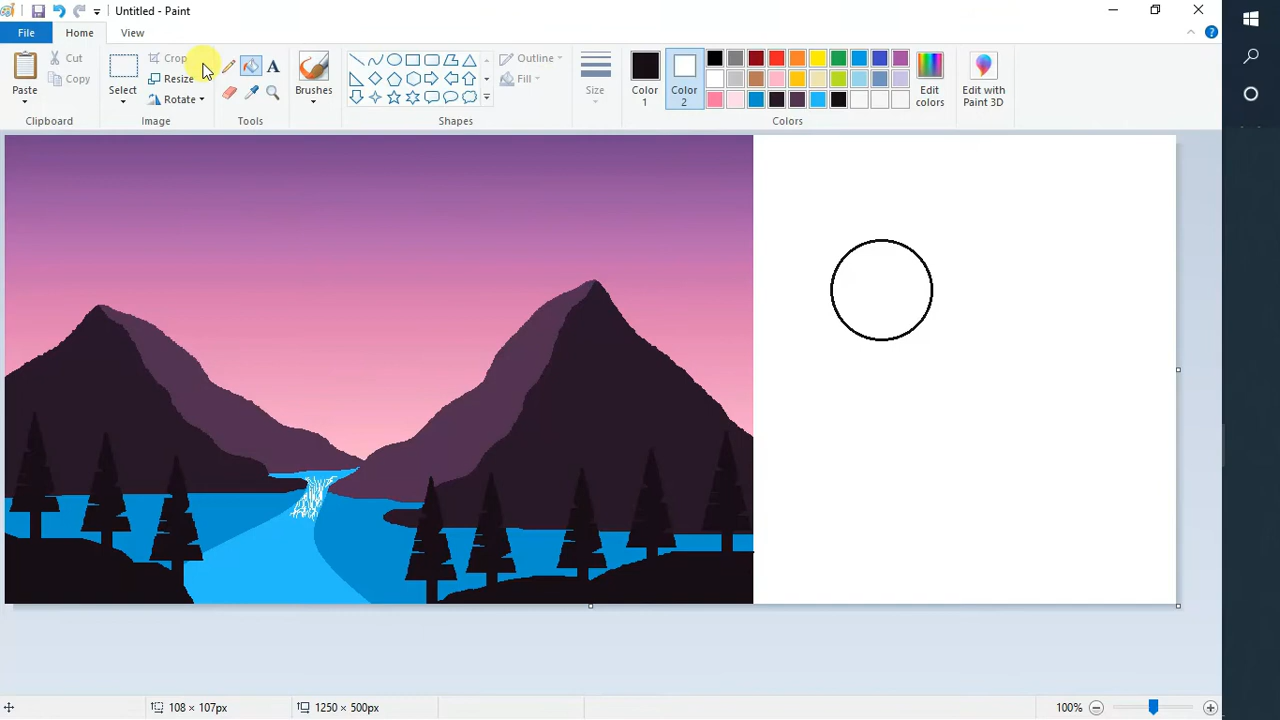 Untitled - Paint
File
Home
View
Paste
Cut
Copy
Clipboard
Crop
Resize
Rotate
Image
Tools
A
Brushes
Shapes
Outline
Fill
Size
Color 1
Color 2
Colors
Edit colors
Edit with Paint 3D
108 × 107px
1250 × 500px
100%